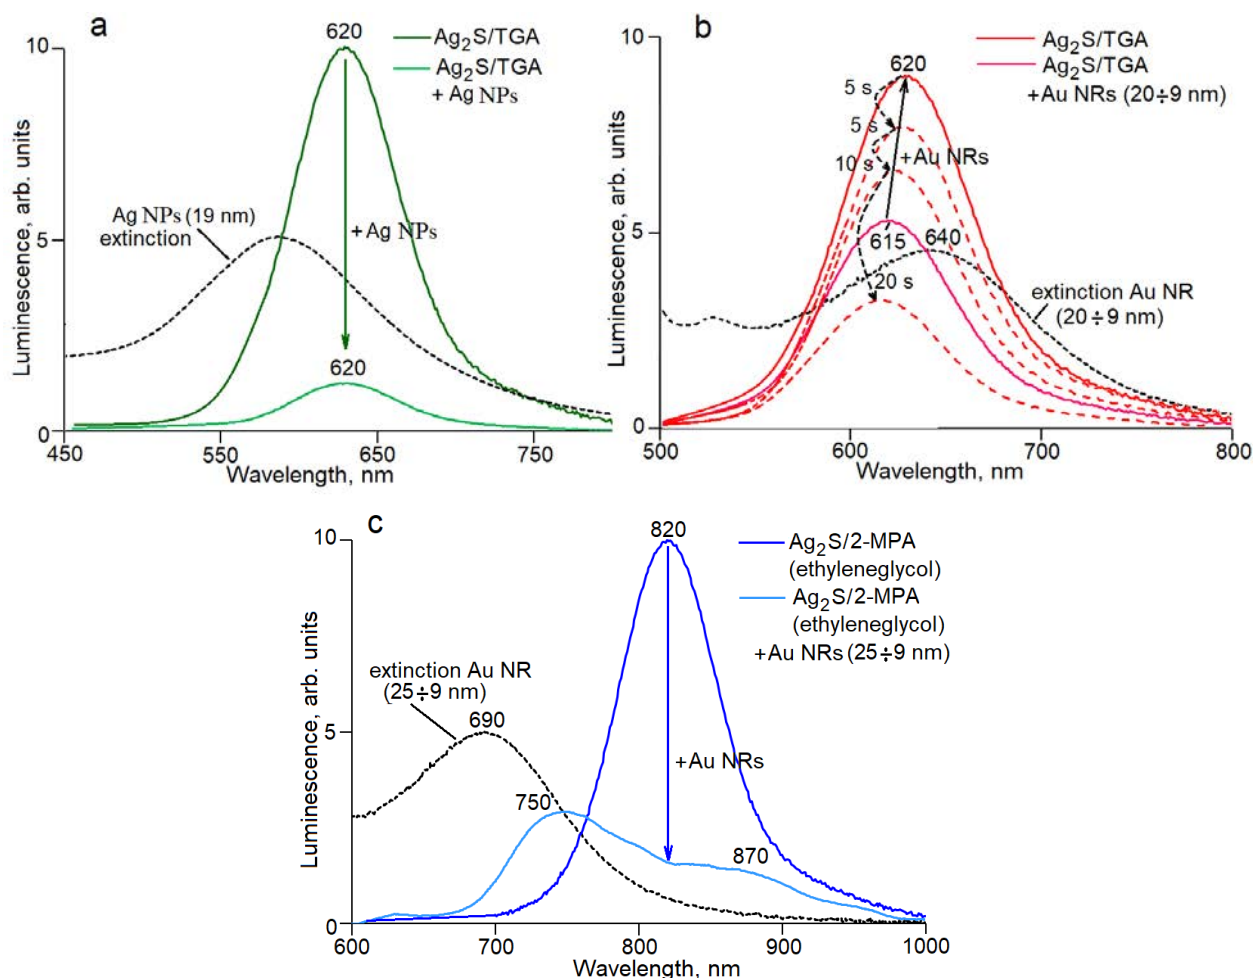 a
10
5
0
450
550
650
750
Luminescence, arb. units
Wavelength, nm
620
Ag2S/TGA
Ag2S/TGA
+ Ag NPs
Ag NPs (19 nm)
extinction
+ Ag NPs
620
b
10
5
0
500
600
700
800
Luminescence, arb. units
Wavelength, nm
620
Ag2S/TGA
Ag2S/TGA
+Au NRs (20÷9 nm)
5 s
5 s
10 s
+Au NRs
615
640
20 s
extinction Au NR
(20÷9 nm)
c
10
5
0
600
700
800
900
1000
Luminescence, arb. units
Wavelength, nm
820
Ag2S/2-MPA
(ethyleneglycol)
Ag2S/2-MPA
(ethyleneglycol)
+Au NRs (25÷9 nm)
extinction Au NR
(25÷9 nm)
690
+Au NRs
750
870